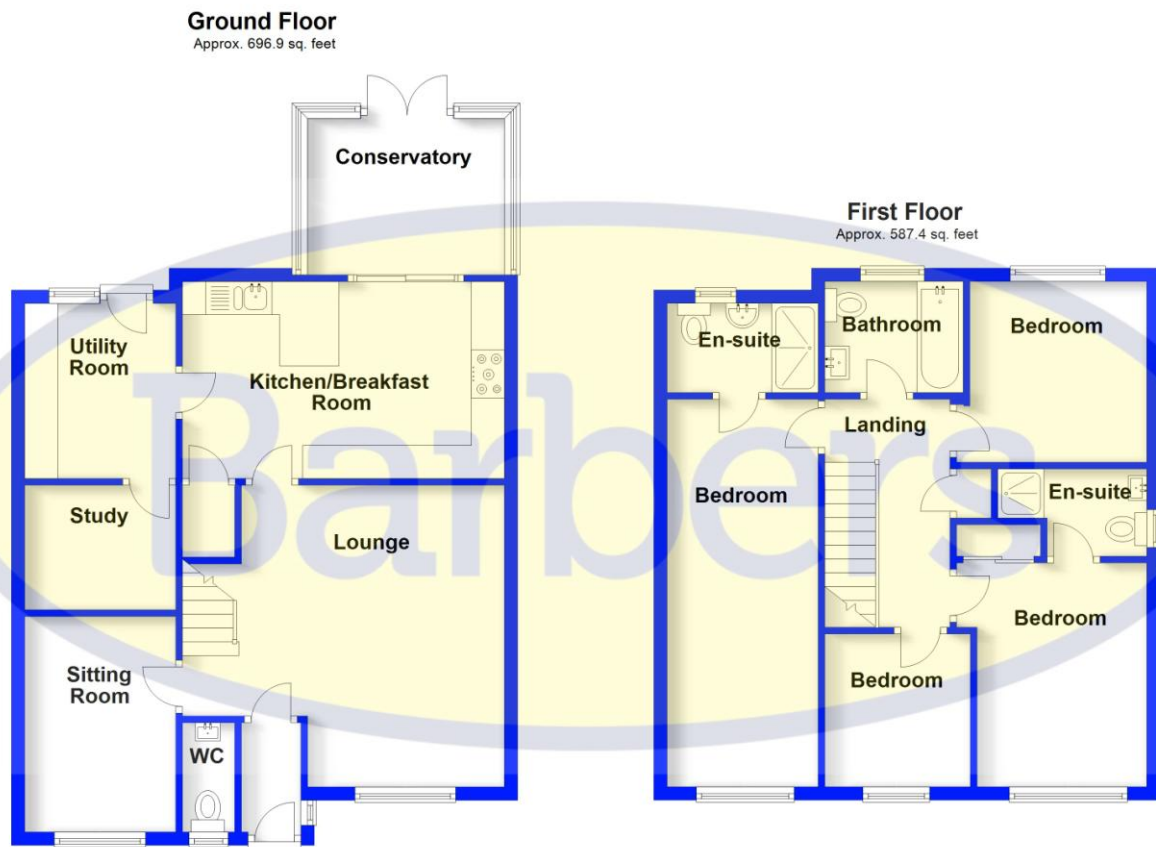 Ground Floor
Approx. 696.9 sq. feet
Conservatory
Utility
Room
Kitchen/Breakfast
Room
Study
Lounge
Sitting
Room
WC
First Floor
Approx. 587.4 sq. feet
En-suite
Bathroom
Bedroom
Landing
Bedroom
En-suite
Bedroom
Bedroom
Barbers